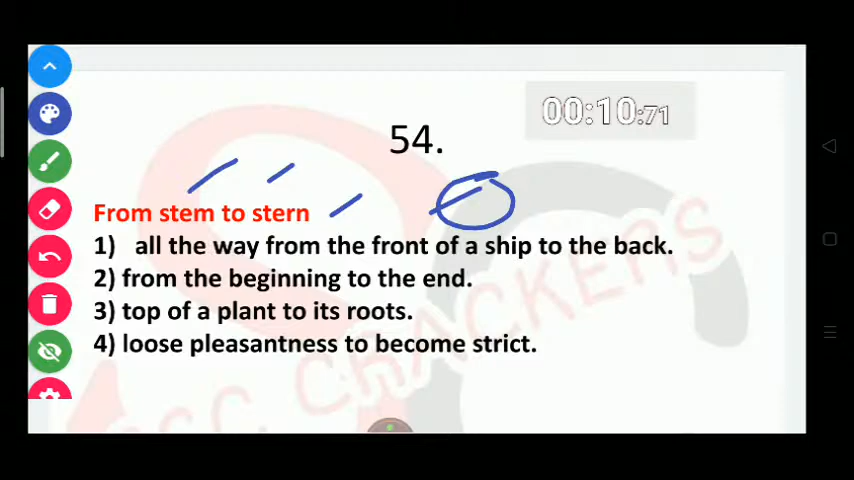 00:10:71
54.
From stem to stern
1) all the way from the front of a ship to the back.
2) from the beginning to the end.
3) top of a plant to its roots.
4) loose pleasantness to become strict.
CRACKERS